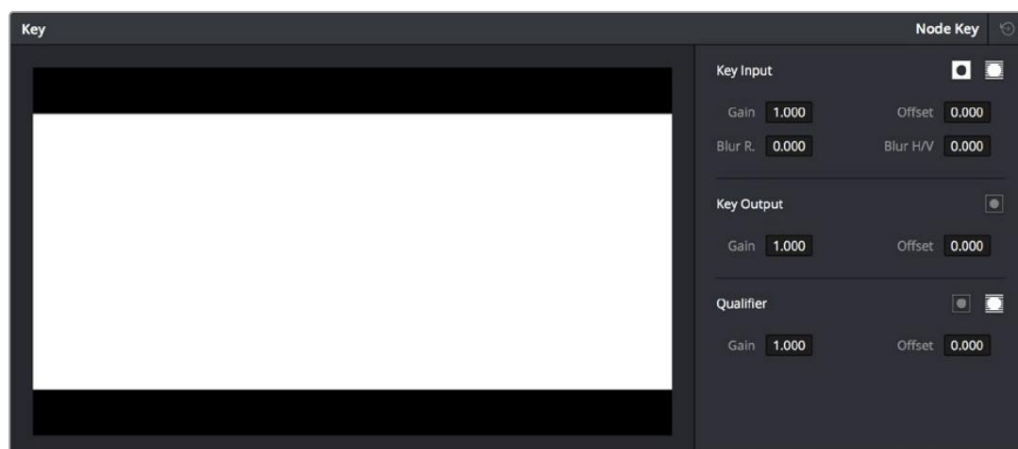 Key Node Key
Key Input
Gain 1.000 Offset 0.000
Blur R. 0.000 Blur H/V 0.000
Key Output
Gain 1.000 Offset 0.000
Qualifier
Gain 1.000 Offset 0.000